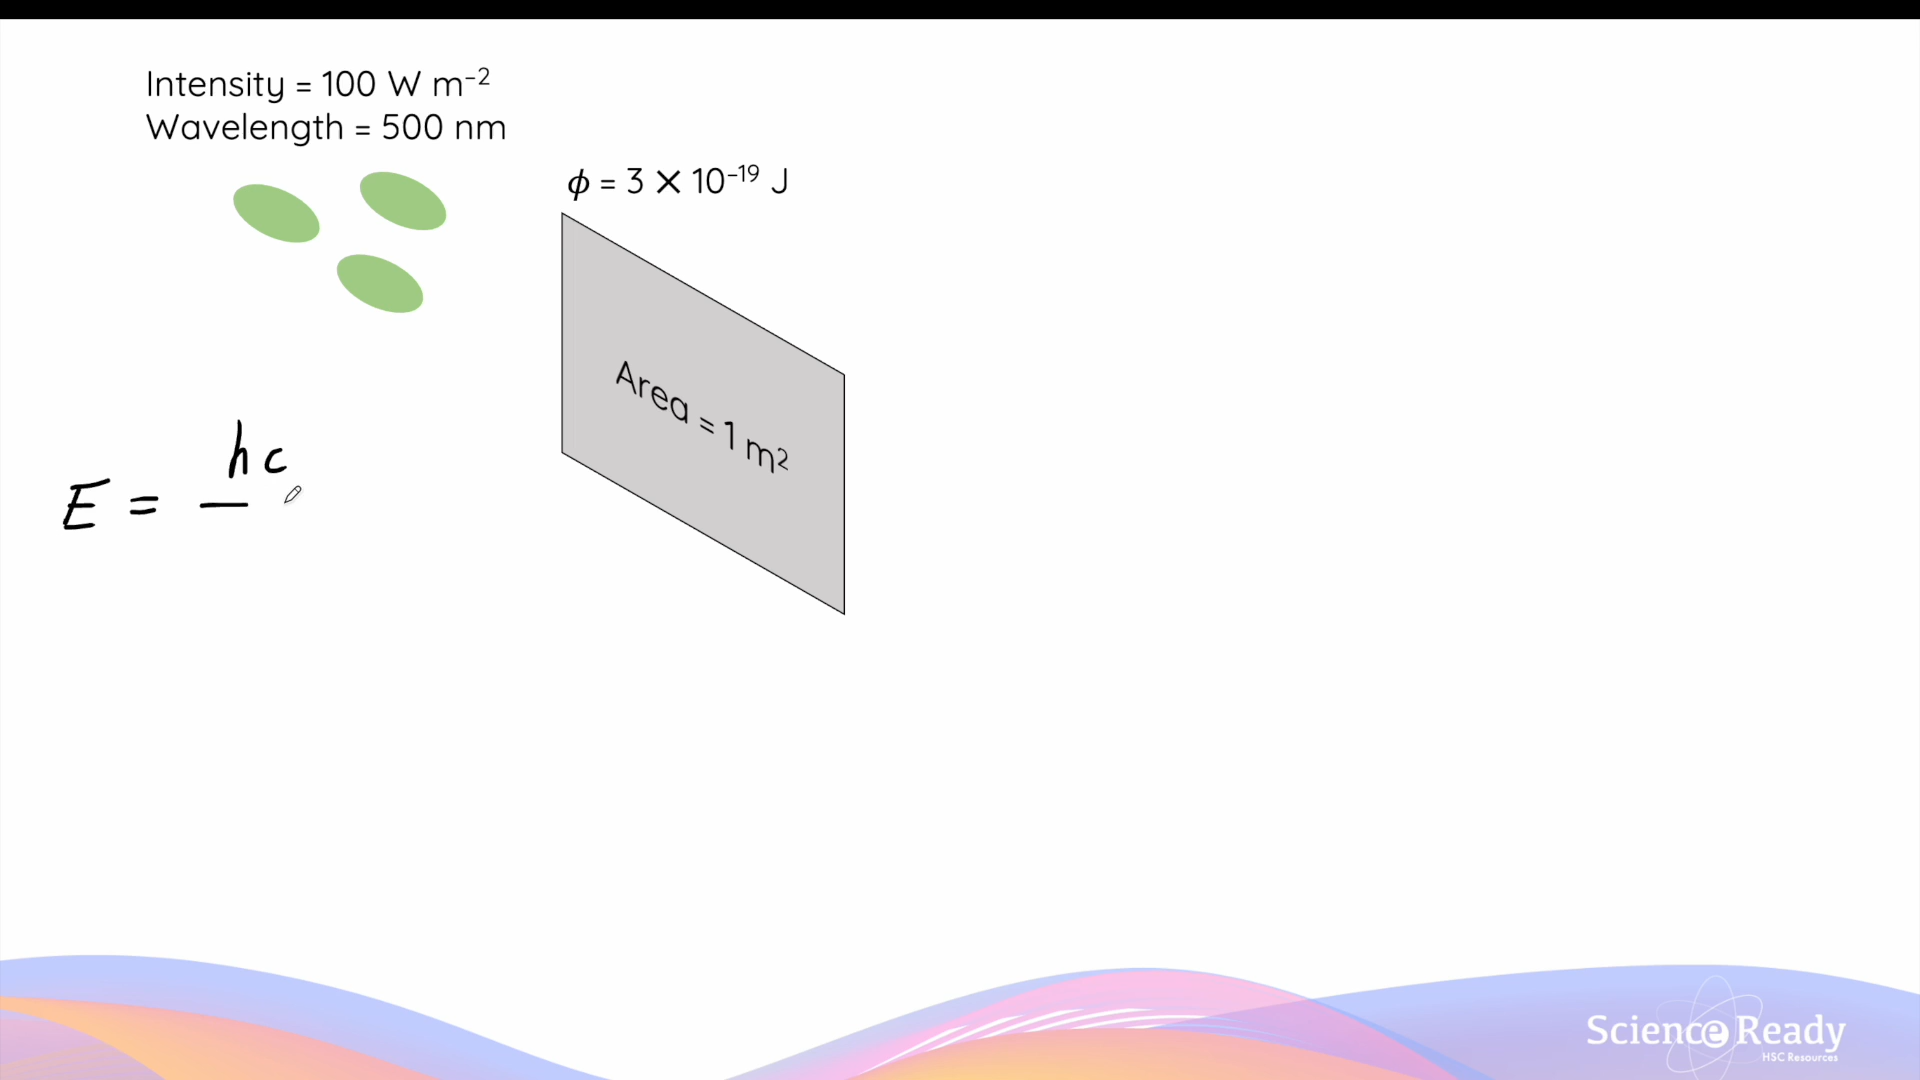 Intensity = 100 W m⁻²
Wavelength = 500 nm
ϕ = 3 × 10⁻¹⁹ J
Area = 1 m²
hc
E = —
Science Ready
HSC Resources